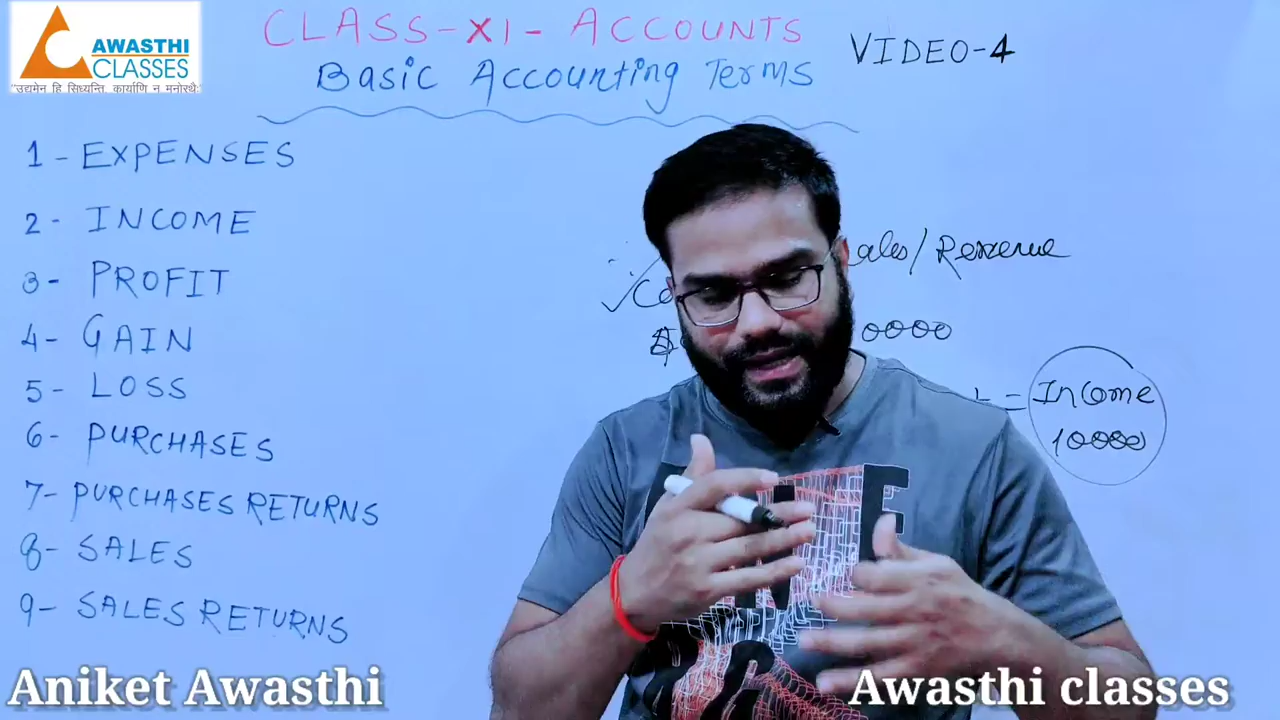 AWASTHI
CLASSES
"उद्यमेन हि सिध्यन्ति, कार्याणि न मनोरथैः"
CLASS-XI- ACCOUNTS
VIDEO-4
Basic Accounting Terms
1 - EXPENSES
2- INCOME
3- PROFIT
4- GAIN
5- LOSS
6- PURCHASES
7- PURCHASES RETURNS
8- SALES
9- SALES RETURNS
ales/Revenue
0000
= Income
10000
Aniket Awasthi
Awasthi classes